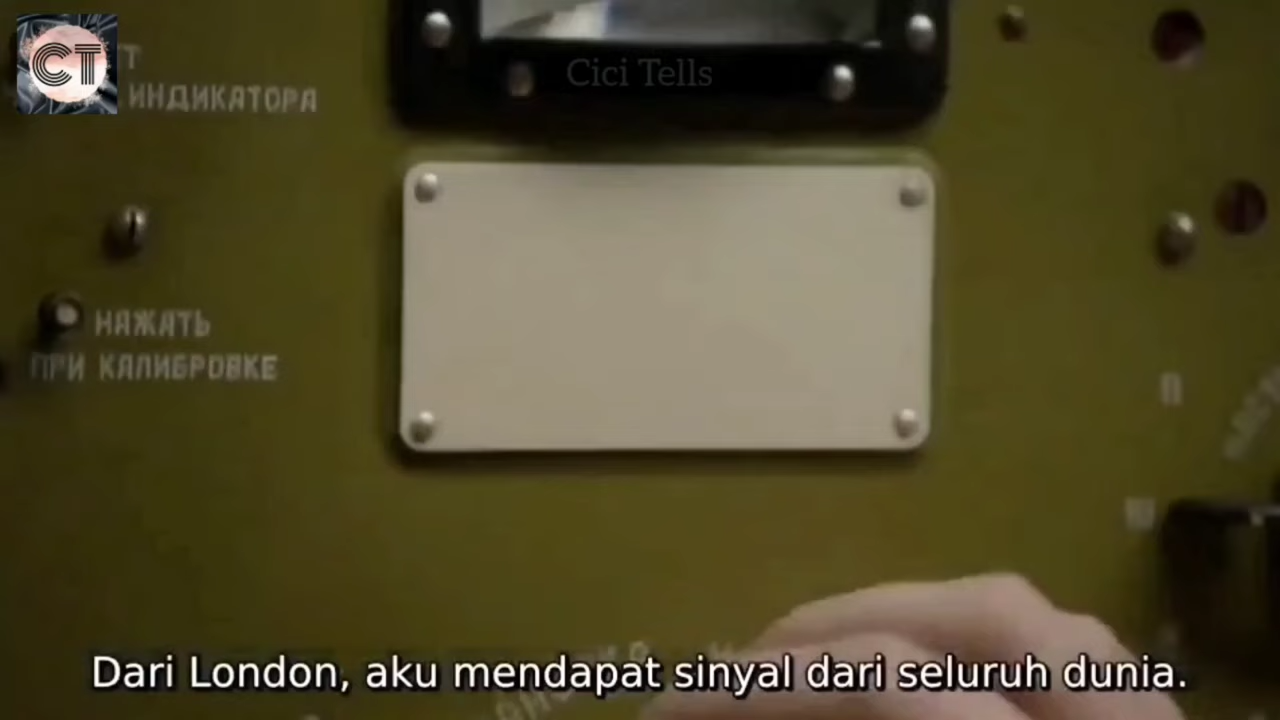 CT
Т
ИНДИКАТОРА
Cici Tells
НАЖАТЬ
ПРИ КАЛИБРОВКЕ
П
Dari London, aku mendapat sinyal dari seluruh dunia.